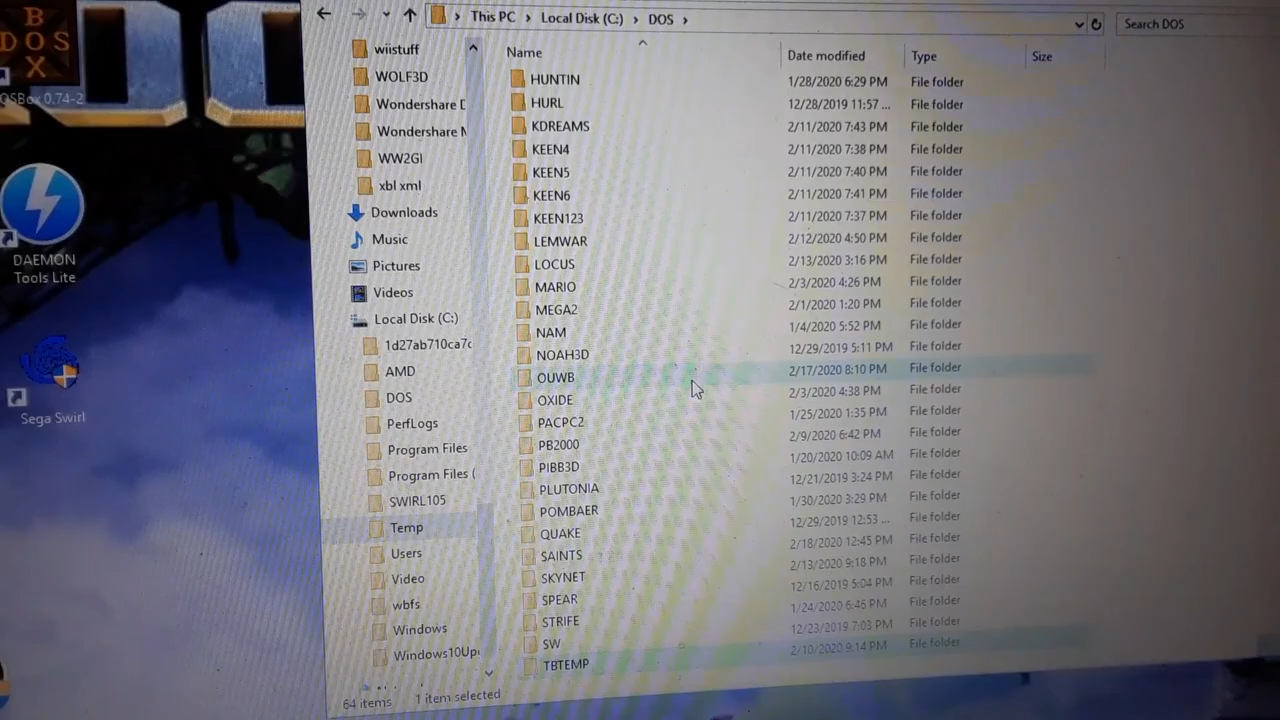 This PC > Local Disk (C:) > DOS >
Search DOS
B
DOS
X
OSBox 0.74-2
DAEMON
Tools Lite
Sega Swirl
wiistuff
WOLF3D
Wondershare
Wondershare
WW2GI
xbl xml
Downloads
Music
Pictures
Videos
Local Disk (C:)
1d27ab710ca7c
AMD
DOS
PerfLogs
Program Files
Program Files (
SWIRL105
Temp
Users
Video
wbfs
Windows
Windows10Up
Name Date modified Type Size
HUNTIN 1/28/2020 6:29 PM File folder
HURL 12/28/2019 11:57 ... File folder
KDREAMS 2/11/2020 7:43 PM File folder
KEEN4 2/11/2020 7:38 PM File folder
KEEN5 2/11/2020 7:40 PM File folder
KEEN6 2/11/2020 7:41 PM File folder
KEEN123 2/11/2020 7:37 PM File folder
LEMWAR 2/12/2020 4:50 PM File folder
LOCUS 2/13/2020 3:16 PM File folder
MARIO 2/3/2020 4:26 PM File folder
MEGA2 2/1/2020 1:20 PM File folder
NAM 1/4/2020 5:52 PM File folder
NOAH3D 12/29/2019 5:11 PM File folder
OUWB 2/17/2020 8:10 PM File folder
OXIDE 2/3/2020 4:38 PM File folder
PACPC2 1/25/2020 1:35 PM File folder
PB2000 2/9/2020 6:42 PM File folder
PIBB3D 1/20/2020 10:09 AM File folder
PLUTONIA 12/21/2019 3:24 PM File folder
POMBAER 1/30/2020 3:29 PM File folder
QUAKE 12/29/2019 12:53 ... File folder
SAINTS 2/18/2020 12:45 PM File folder
SKYNET 2/13/2020 9:18 PM File folder
SPEAR 12/16/2019 5:04 PM File folder
STRIFE 1/24/2020 6:46 PM File folder
SW 12/23/2019 7:03 PM File folder
TBTEMP 2/10/2020 9:14 PM File folder
64 items 1 item selected